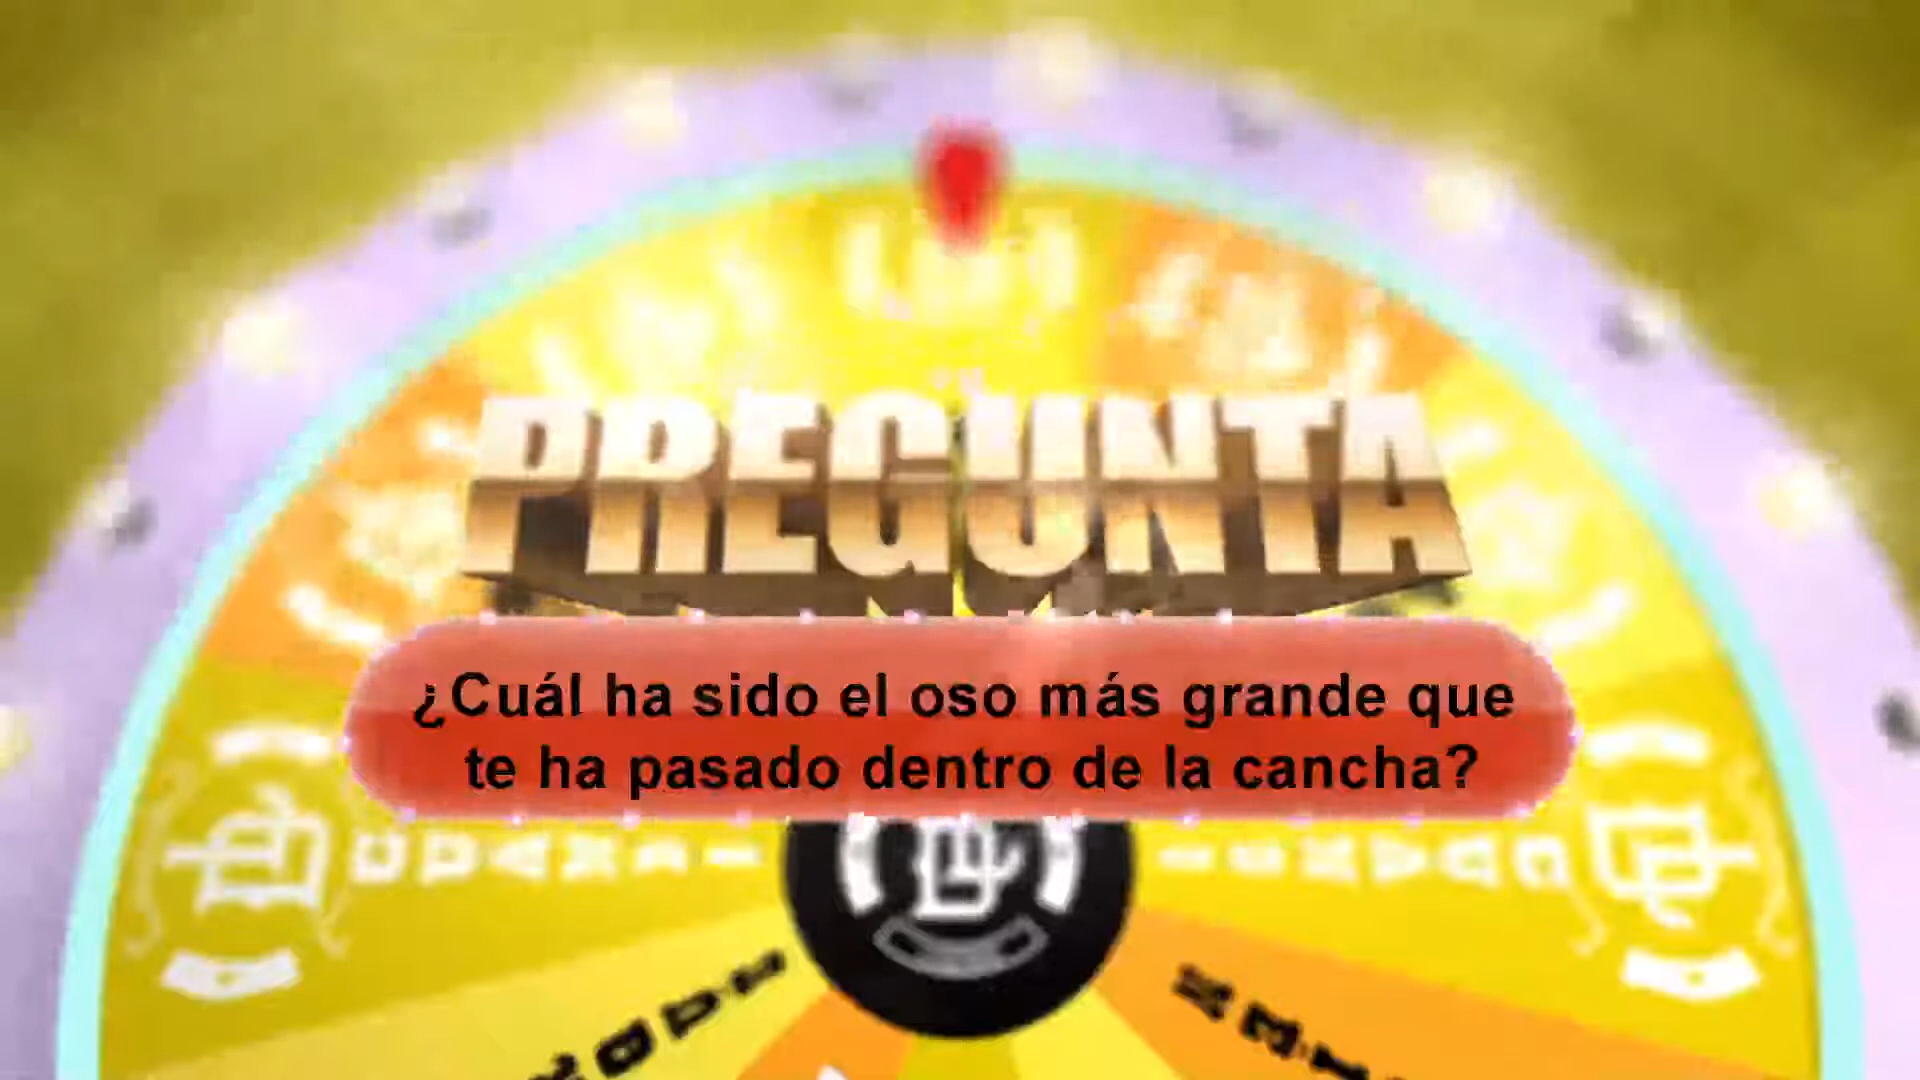 PREGUNTA
¿Cuál ha sido el oso más grande que
te ha pasado dentro de la cancha?